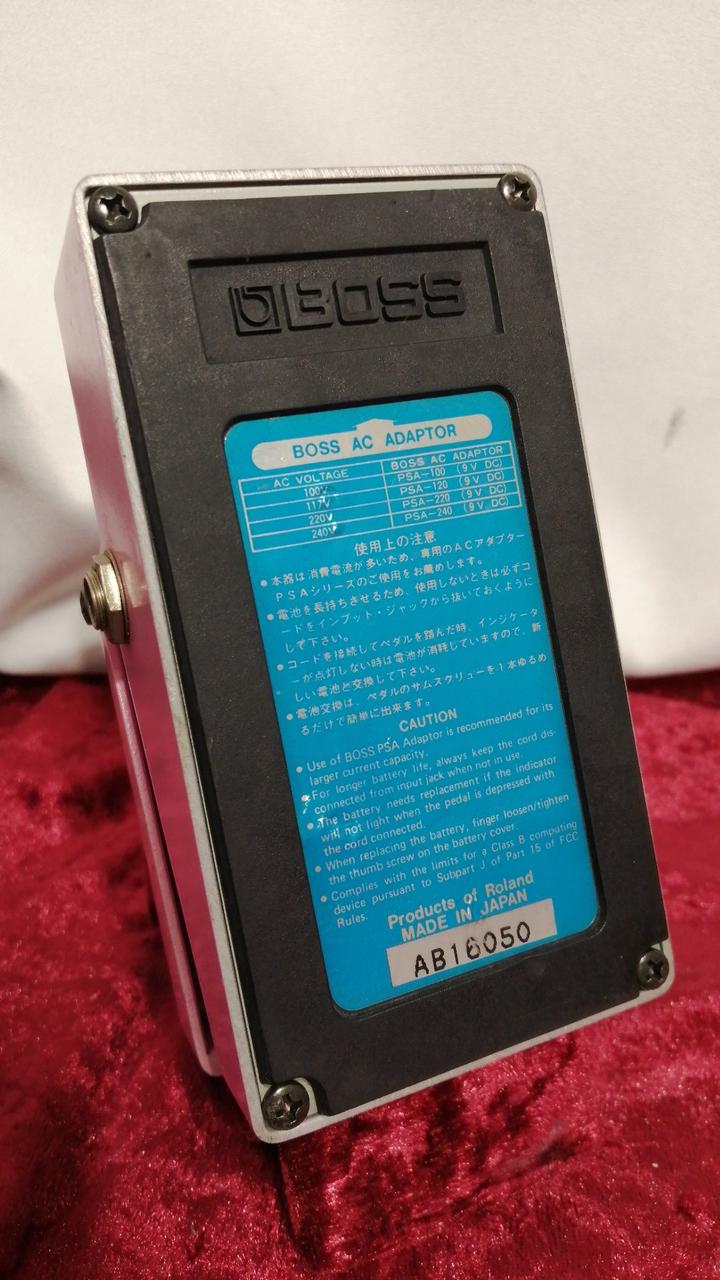 BOSS
BOSS AC ADAPTOR
AC VOLTAGE BOSS AC ADAPTOR
100V PSA-100 (9V DC)
117V PSA-120 (9V DC)
220V PSA-220 (9V DC)
240V PSA-240 (9V DC)
使用上の注意
●本器は消費電流が多いため、専用のACアダプター
PSAシリーズのご使用をお薦めします。
●電池を長持ちさせるため、使用しないときは必ずコ
ードをインプット・ジャックから抜いておくように
して下さい。
●コードを接続してペダルを踏んだ時、インジケータ
ーが点灯しない時は電池が消耗していますので、新
しい電池と交換して下さい。
●電池交換は、ペダルのサムスクリューを1本ゆるめ
るだけで簡単に出来ます。
CAUTION
● Use of BOSS PSA Adaptor is recommended for its
larger current capacity.
● For longer battery life, always keep the cord dis-
connected from input jack when not in use.
● The battery needs replacement if the indicator
will not light when the pedal is depressed with
the cord connected.
● When replacing the battery, finger loosen/tighten
the thumb screw on the battery cover.
● Complies with the limits for a Class B computing
device pursuant to Subpart J of Part 15 of FCC
Rules.
Products of Roland
MADE IN JAPAN
AB16050